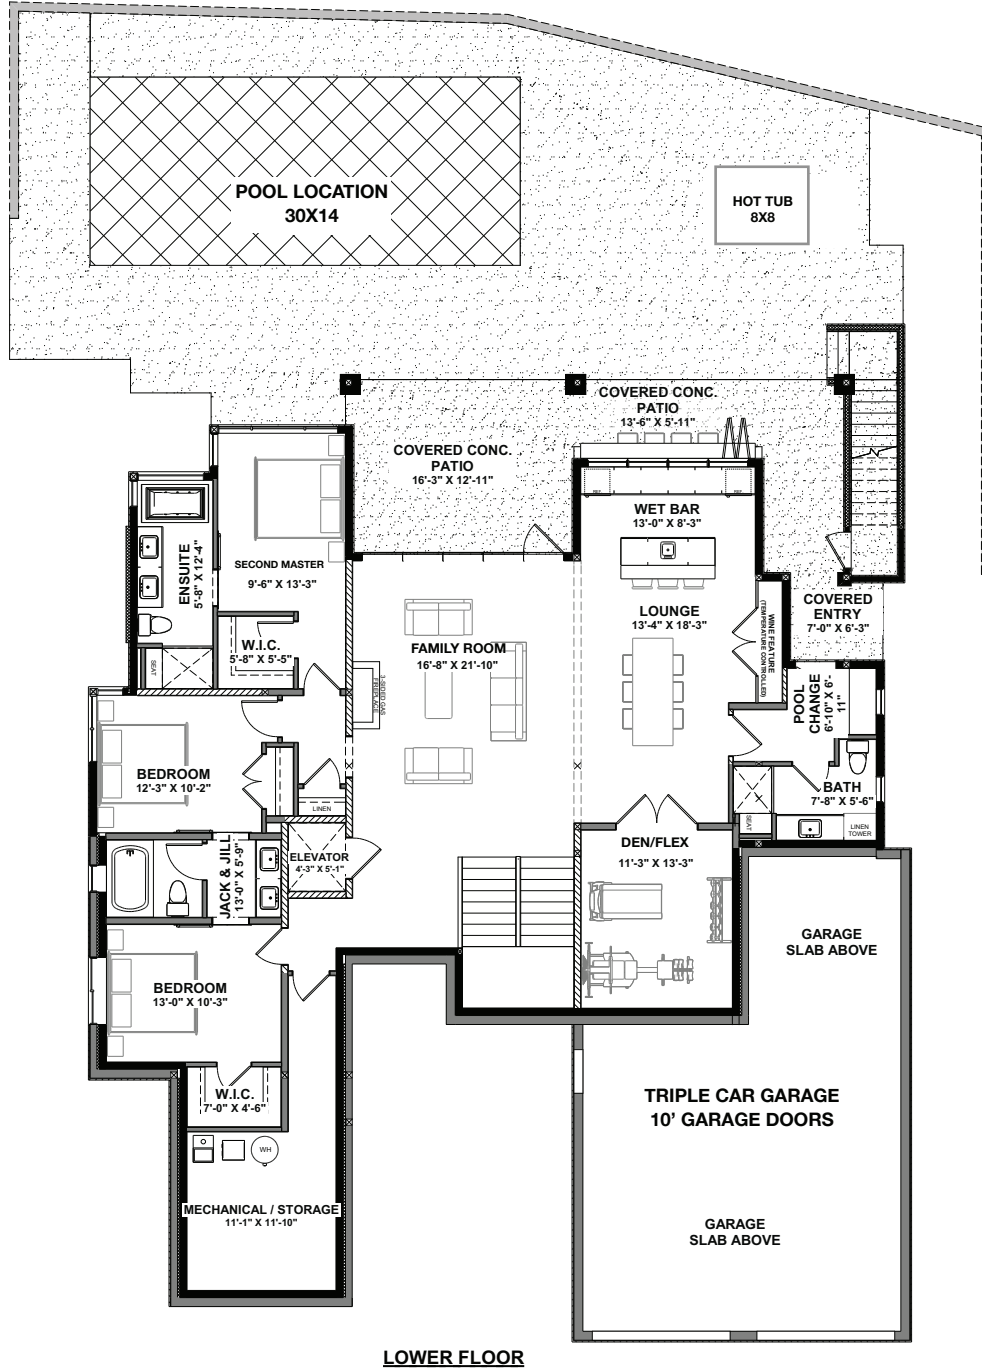 POOL LOCATION
30X14
HOT TUB
8X8
COVERED CONC.
PATIO
13'-6" X 5'-11"
COVERED CONC.
PATIO
16'-3" X 12'-11"
REF.
REF.
WET BAR
13'-0" X 8'-3"
SECOND MASTER
9'-6" X 13'-3"
ENSUITE
5'-8" X 12'-4"
SEAT
W.I.C.
5'-8" X 5'-5"
FAMILY ROOM
16'-8" X 21'-10"
3-SIDED GAS
FIREPLACE
LOUNGE
13'-4" X 18'-3"
WINE FEATURE
(TEMPERATURE CONTROLLED)
COVERED
ENTRY
7'-0" X 6'-3"
POOL
CHANGE
6'-10" X 6'-
11"
BEDROOM
12'-3" X 10'-2"
LINEN
BATH
7'-8" X 5'-6"
SEAT
LINEN
TOWER
JACK & JILL
13'-0" X 5'-9"
ELEVATOR
4'-3" X 5'-1"
DEN/FLEX
11'-3" X 13'-3"
GARAGE
SLAB ABOVE
BEDROOM
13'-0" X 10'-3"
W.I.C.
7'-0" X 4'-6"
WH
TRIPLE CAR GARAGE
10' GARAGE DOORS
MECHANICAL / STORAGE
11'-1" X 11'-10"
GARAGE
SLAB ABOVE
LOWER FLOOR